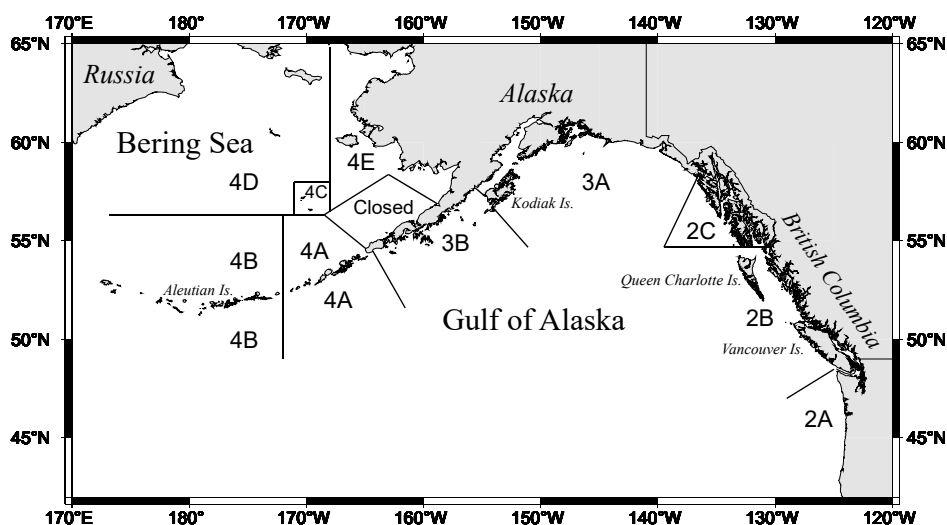 170°E 180° 170°W 160°W 150°W 140°W 130°W 120°W
65°N 65°N
Russia
Alaska
Bering Sea
60°N 60°N
4E
4D
4C
3A
Closed
Kodiak Is.
2C
British Columbia
55°N 55°N
4A
3B
4B
Queen Charlotte Is.
Aleutian Is.
4A
2B
Gulf of Alaska
50°N 50°N
4B
Vancouver Is.
2A
45°N 45°N
170°E 180° 170°W 160°W 150°W 140°W 130°W 120°W